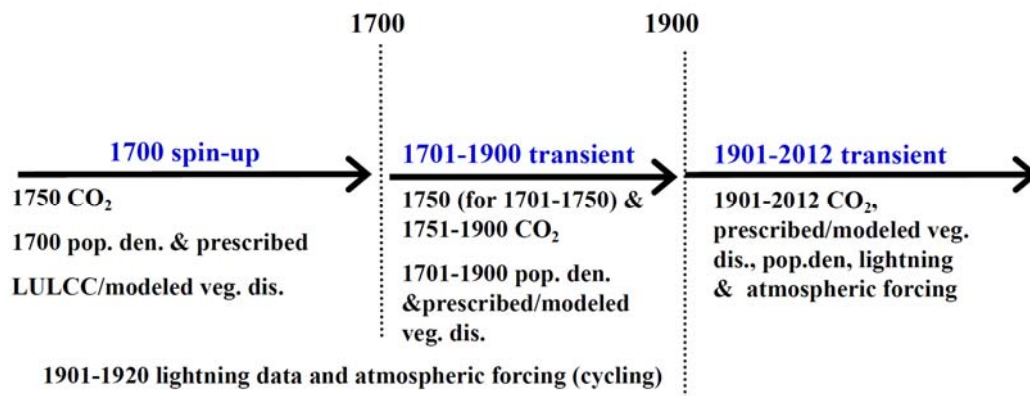 1700
1900
1700 spin-up
1750 CO₂
1700 pop. den. & prescribed
LULCC/modeled veg. dis.
1701-1900 transient
1750 (for 1701-1750) &
1751-1900 CO₂
1701-1900 pop. den.
&prescribed/modeled
veg. dis.
1901-2012 transient
1901-2012 CO₂,
prescribed/modeled veg.
dis., pop.den, lightning
& atmospheric forcing
1901-1920 lightning data and atmospheric forcing (cycling)